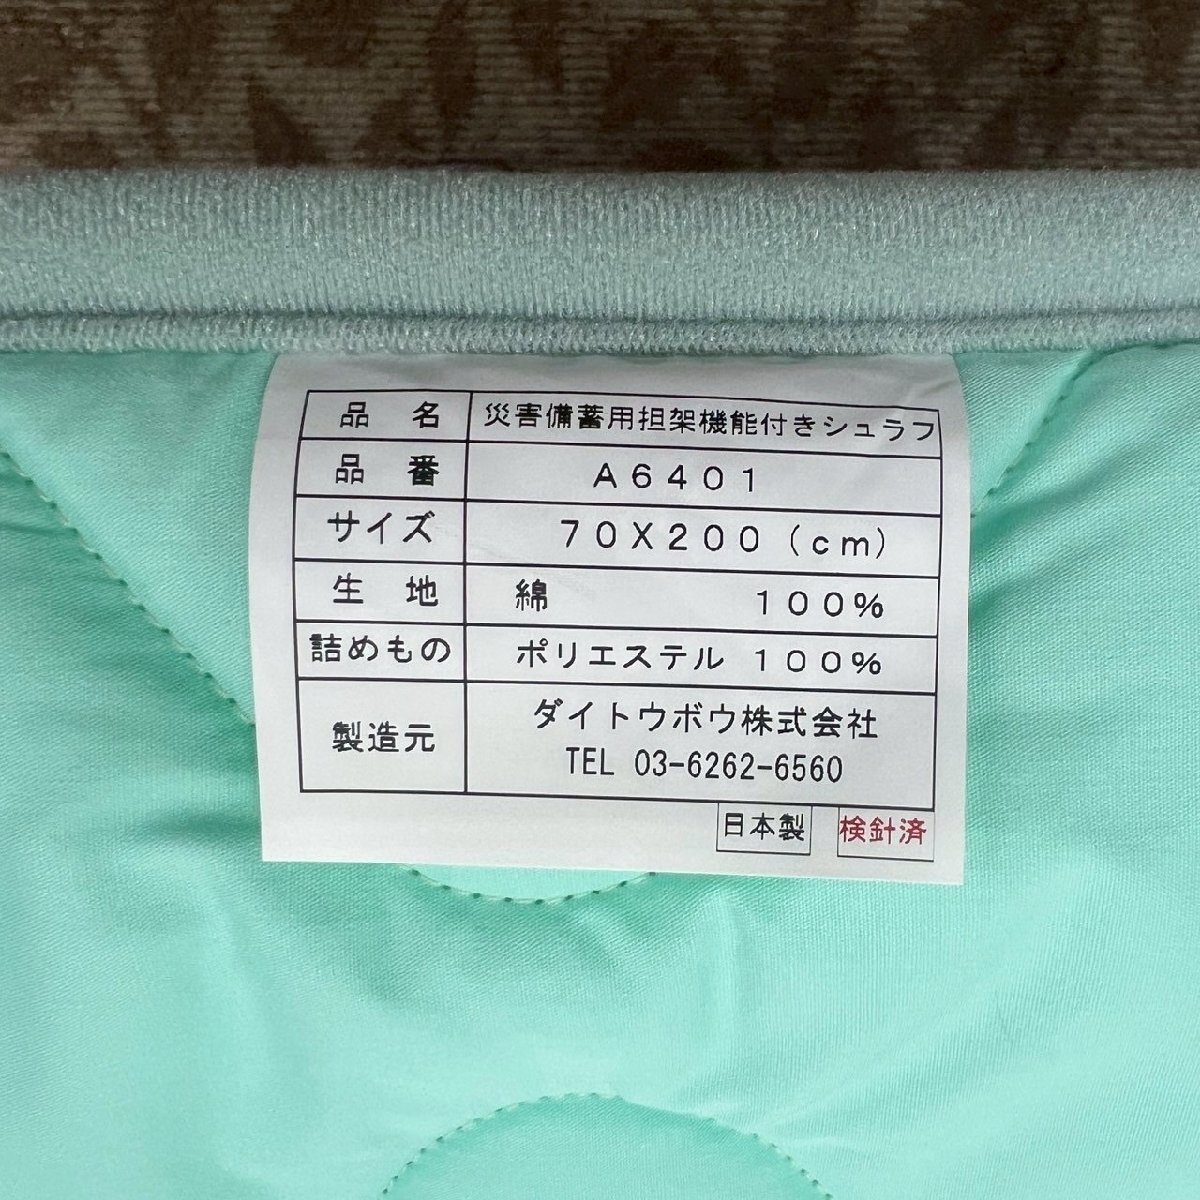 品　名 災害備蓄用担架機能付きシュラフ
品　番 A6401
サイズ 70X200(cm)
生　地 綿 100%
詰めもの ポリエステル 100%
製造元 ダイトウボウ株式会社
TEL 03-6262-6560
日本製 検針済